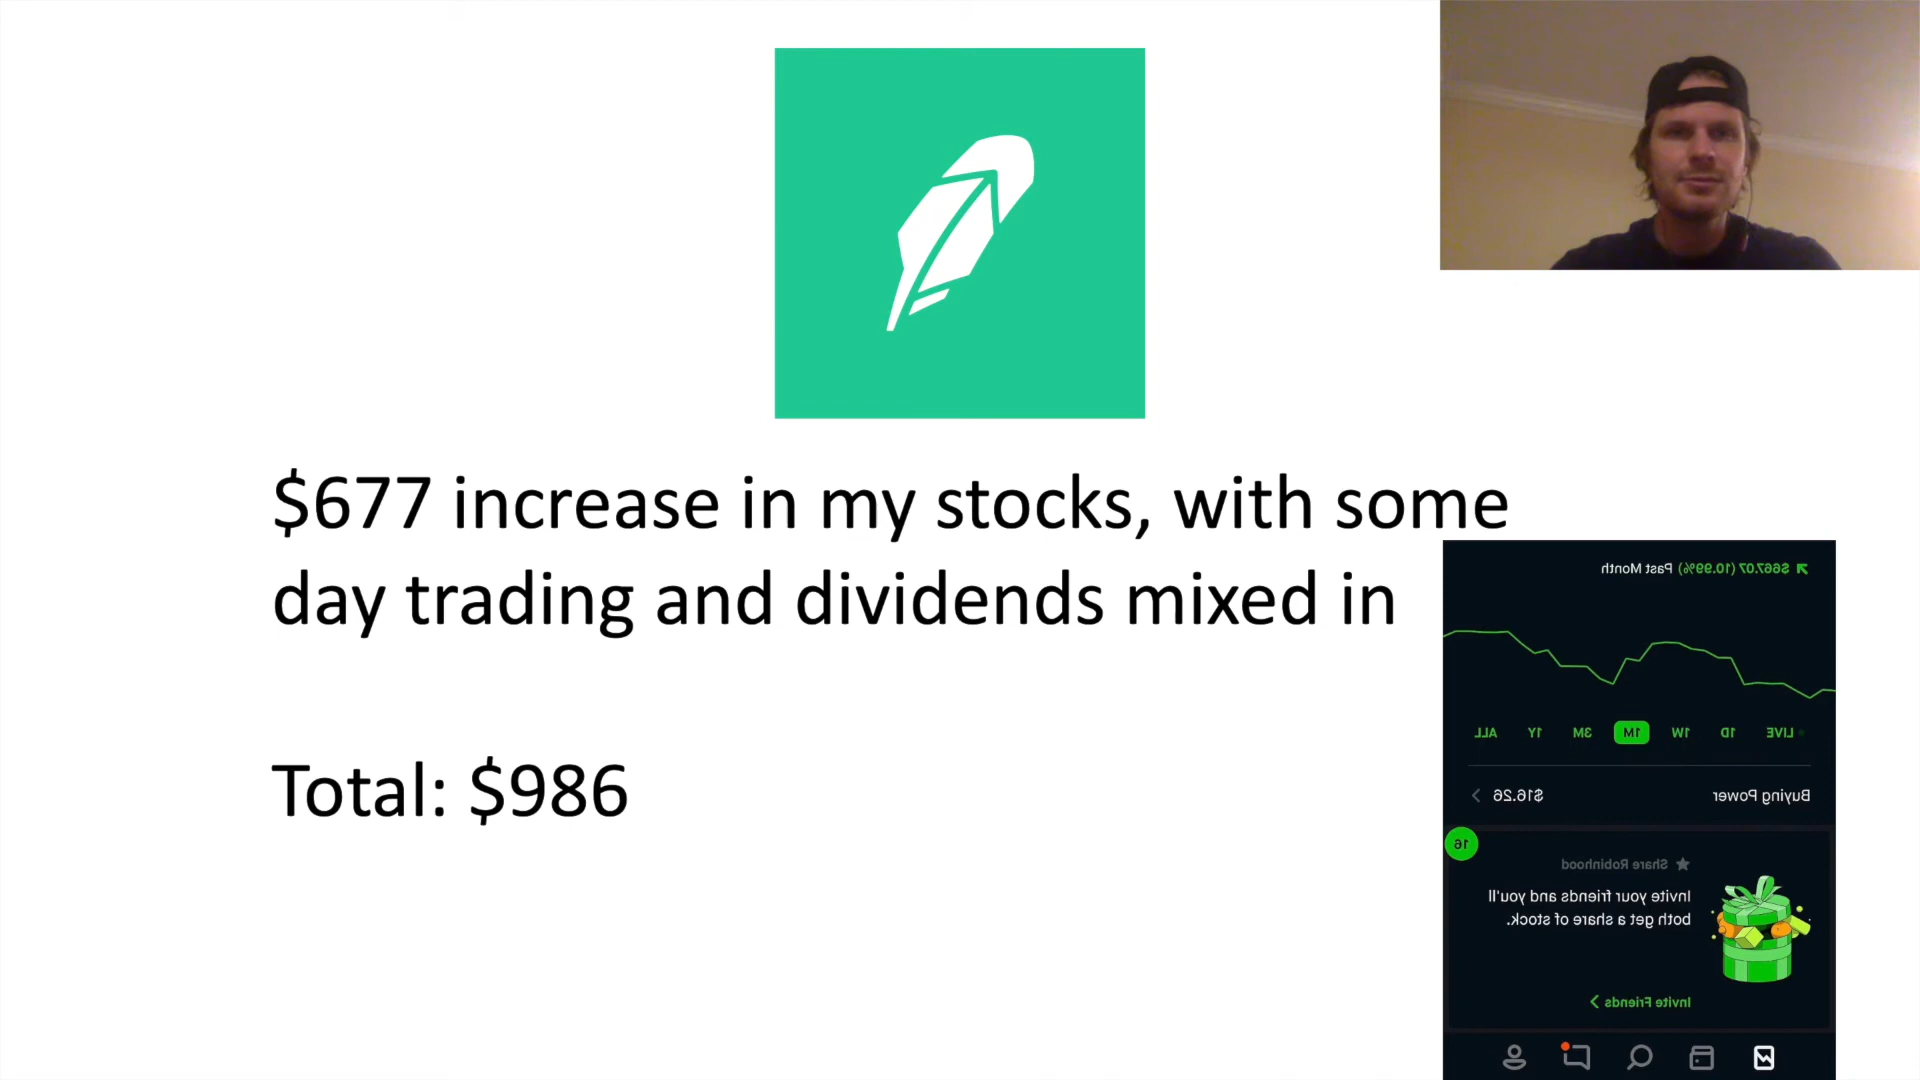 $677 increase in my stocks, with some
day trading and dividends mixed in
Total: $986
$667.07 (10.99%) Past Month
LIVE 1D 1W 1M 3M 1Y ALL
Buying Power $16.26
16
Share Robinhood
Invite your friends and you'll
both get a share of stock.
Invite Friends